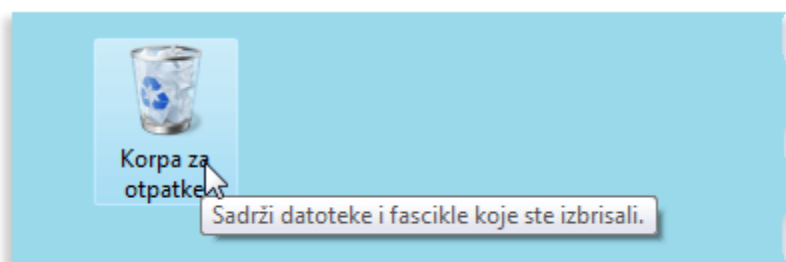 Korpa za
otpatke
Sadrži datoteke i fascikle koje ste izbrisali.